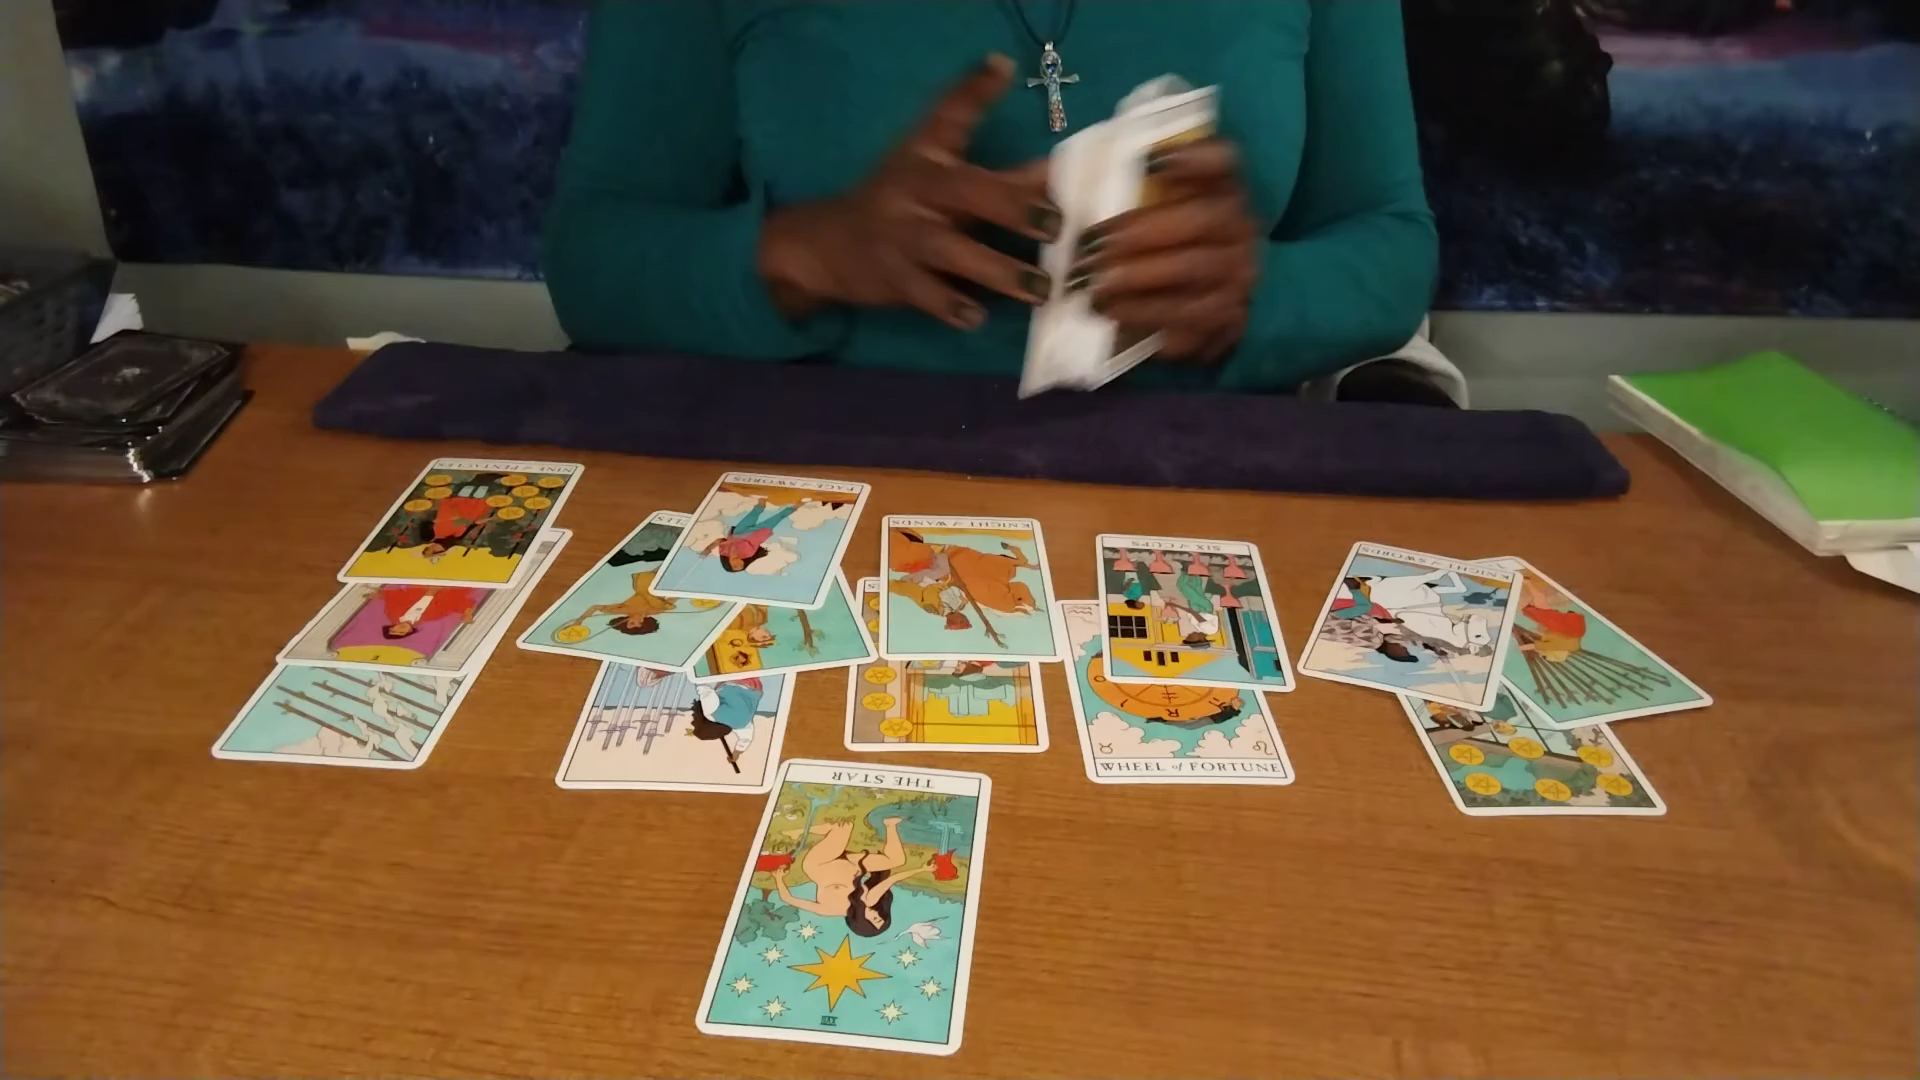 NINE of PENTACLES
PAGE of SWORDS
KNIGHT of WANDS
SIX of CUPS
KNIGHT of SWORDS
WHEEL of FORTUNE
THE STAR
XVII